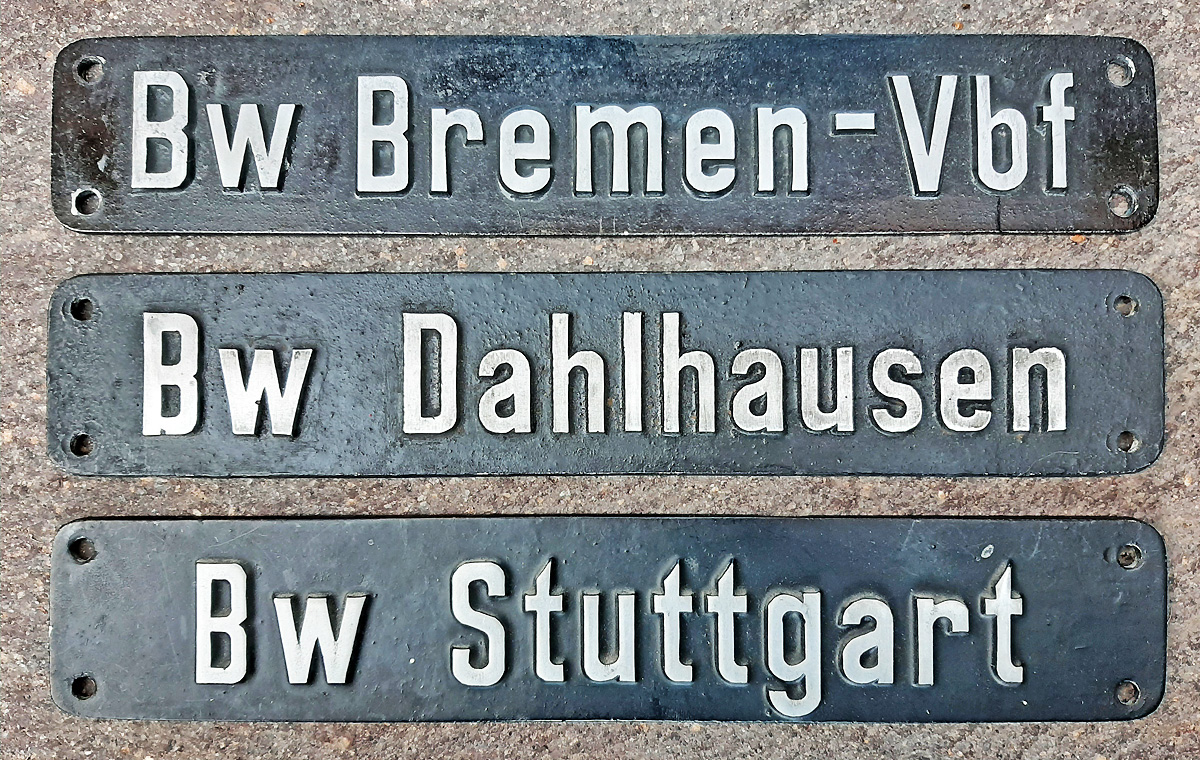 Bw Bremen-Vbf
Bw Dahlhausen
Bw Stuttgart